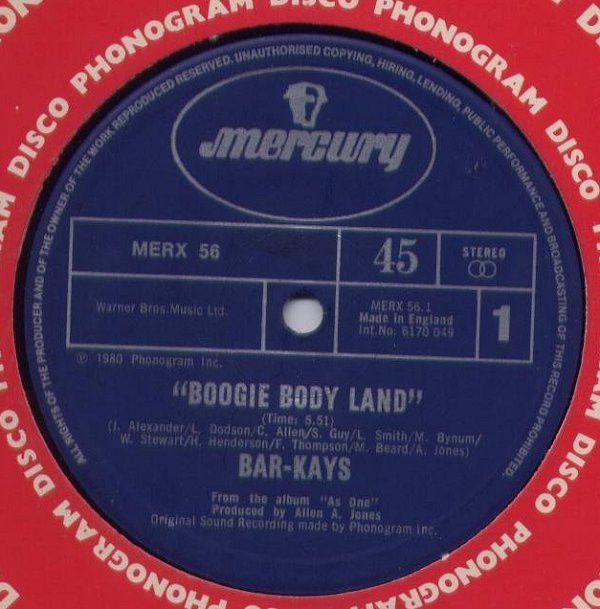 DISCO PHONOGRAM DISCO PHONOGRAM DISCO
ALL RIGHTS OF THE PRODUCER AND OF THE OWNER OF THE WORK REPRODUCED RESERVED. UNAUTHORISED COPYING, HIRING, LENDING, PUBLIC PERFORMANCE AND BROADCASTING OF THIS RECORD PROHIBITED.
mercury
MERX 56
45
STEREO
Warner Bros. Music Ltd.
MERX 56.1
Made in England
Int. No. 6170 049
1
℗ 1980 Phonogram Inc.
"BOOGIE BODY LAND"
(Time: 5.51)
(J. Alexander/L. Dodson/C. Allen/S. Guy/L. Smith/M. Bynum/
W. Stewart/H. Henderson/F. Thompson/M. Beard/A. Jones)
BAR-KAYS
From the album "As One"
Produced by Allen A. Jones
Original Sound Recording made by Phonogram Inc.
DISCO PHONOGRAM DISCO PHONOGRAM